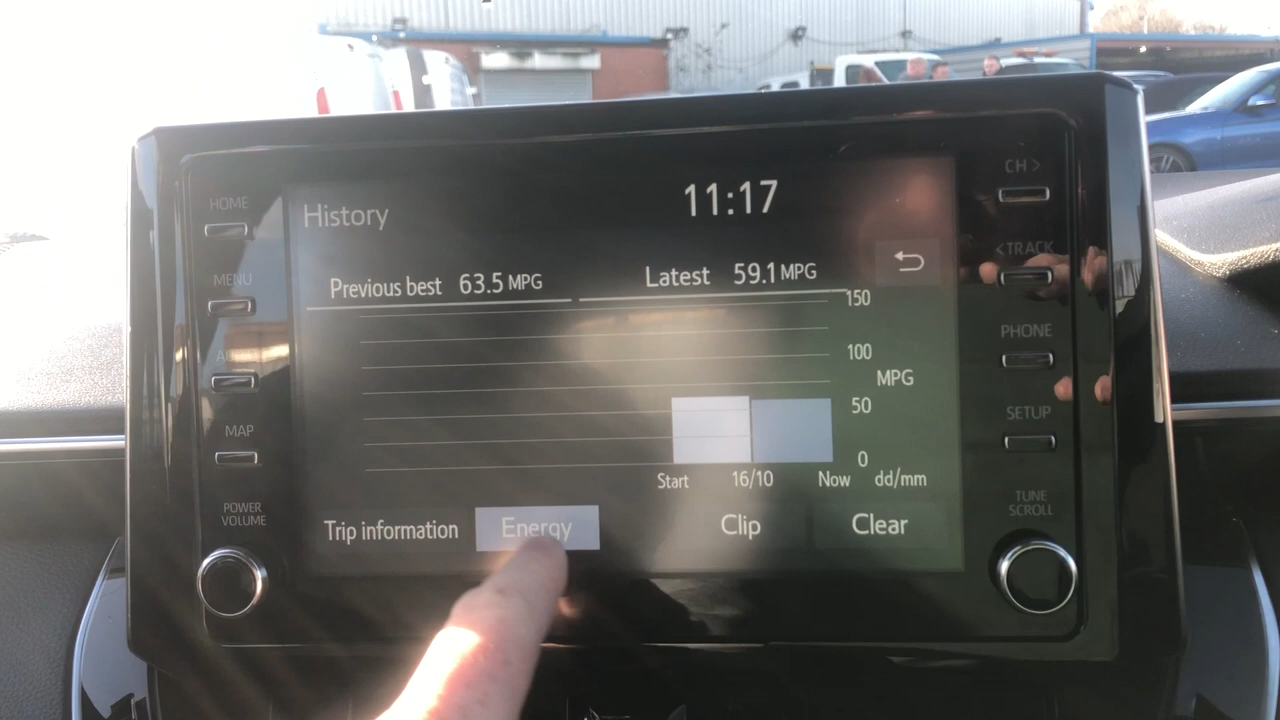 HOME
MENU
AUDIO
MAP
POWER
VOLUME
History
11:17
Previous best 63.5 MPG
Latest 59.1 MPG
150
100
MPG
50
0
Start 16/10 Now dd/mm
Trip information
Energy
Clip
Clear
CH >
< TRACK
PHONE
SETUP
TUNE
SCROLL